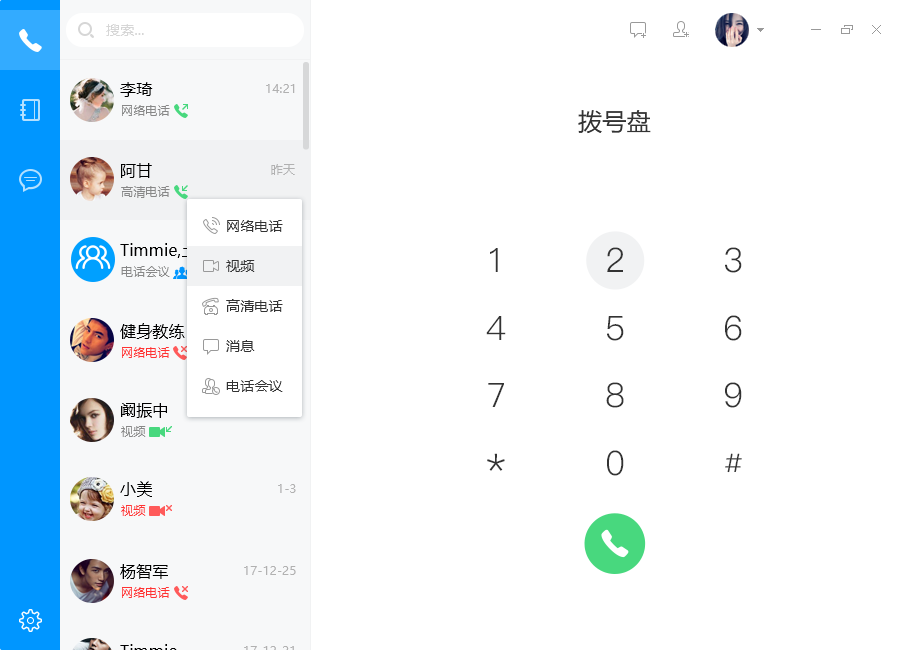 搜索...
李琦 14:21
网络电话
阿甘 昨天
高清电话
网络电话
视频
高清电话
消息
电话会议
Timmie,
电话会议
健身教练
网络电话
阚振中
视频
小美 1-3
视频
杨智军 17-12-25
网络电话
Timmie 17-12-21
拨号盘
1 2 3
4 5 6
7 8 9
* 0 #